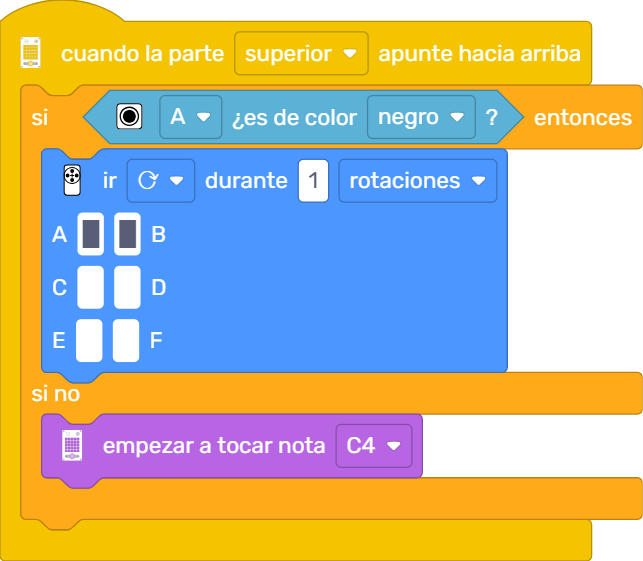 cuando la parte superior apunte hacia arriba
si A ¿es de color negro ? entonces
ir durante 1 rotaciones
A B
C D
E F
si no
empezar a tocar nota C4